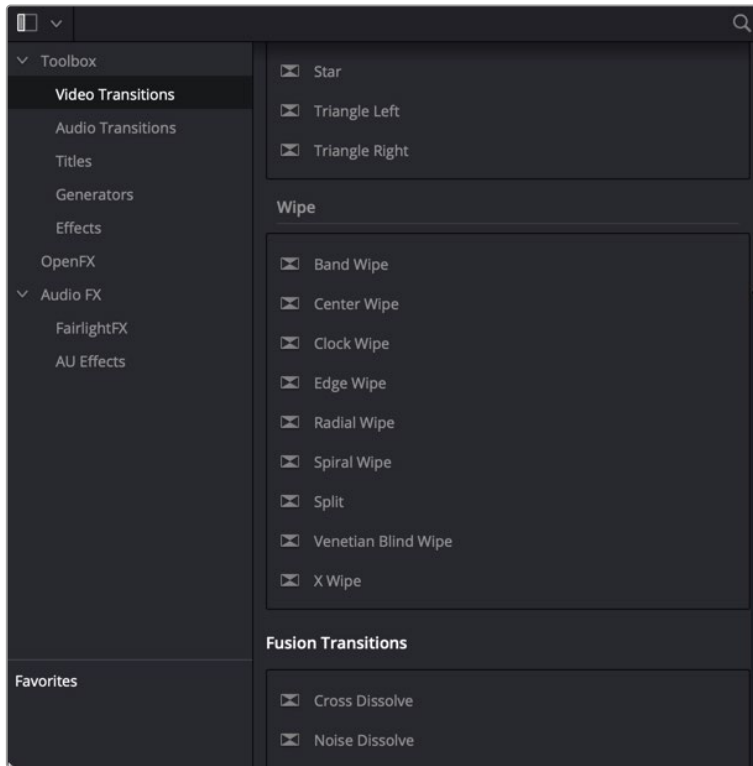 Toolbox
Video Transitions
Audio Transitions
Titles
Generators
Effects
OpenFX
Audio FX
FairlightFX
AU Effects
Favorites
Star
Triangle Left
Triangle Right
Wipe
Band Wipe
Center Wipe
Clock Wipe
Edge Wipe
Radial Wipe
Spiral Wipe
Split
Venetian Blind Wipe
X Wipe
Fusion Transitions
Cross Dissolve
Noise Dissolve